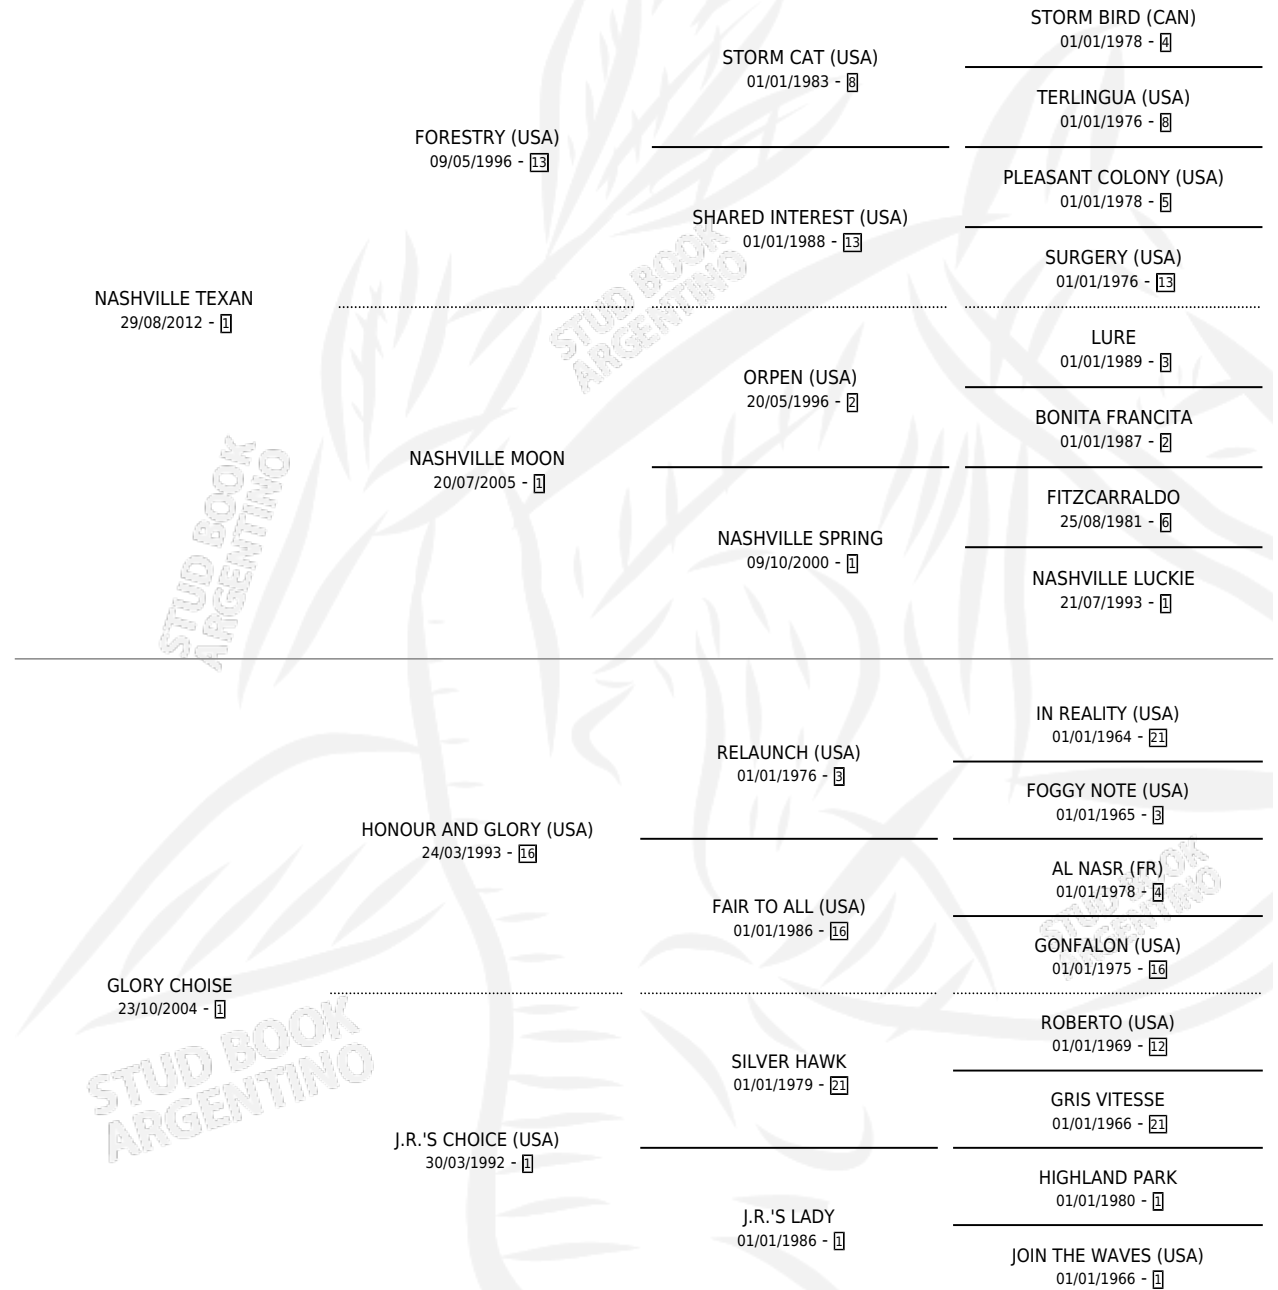 STORM BIRD (CAN)
01/01/1978 - 4
STORM CAT (USA)
01/01/1983 - 8
TERLINGUA (USA)
01/01/1976 - 8
FORESTRY (USA)
09/05/1996 - 13
PLEASANT COLONY (USA)
01/01/1978 - 5
SHARED INTEREST (USA)
01/01/1988 - 13
SURGERY (USA)
01/01/1976 - 13
NASHVILLE TEXAN
29/08/2012 - 1
STUD BOOK
ARGENTINO
LURE
01/01/1989 - 3
ORPEN (USA)
20/05/1996 - 2
BONITA FRANCITA
01/01/1987 - 2
NASHVILLE MOON
20/07/2005 - 1
FITZCARRALDO
25/08/1981 - 6
NASHVILLE SPRING
09/10/2000 - 1
NASHVILLE LUCKIE
21/07/1993 - 1
STUD BOOK
ARGENTINO
IN REALITY (USA)
01/01/1964 - 21
RELAUNCH (USA)
01/01/1976 - 3
FOGGY NOTE (USA)
01/01/1965 - 3
HONOUR AND GLORY (USA)
24/03/1993 - 16
AL NASR (FR)
01/01/1978 - 4
STUD BOOK
ARGENTINO
FAIR TO ALL (USA)
01/01/1986 - 16
GONFALON (USA)
01/01/1975 - 16
GLORY CHOISE
23/10/2004 - 1
STUD BOOK
ARGENTINO
ROBERTO (USA)
01/01/1969 - 12
SILVER HAWK
01/01/1979 - 21
GRIS VITESSE
01/01/1966 - 21
J.R.'S CHOICE (USA)
30/03/1992 - 1
HIGHLAND PARK
01/01/1980 - 1
J.R.'S LADY
01/01/1986 - 1
JOIN THE WAVES (USA)
01/01/1966 - 1